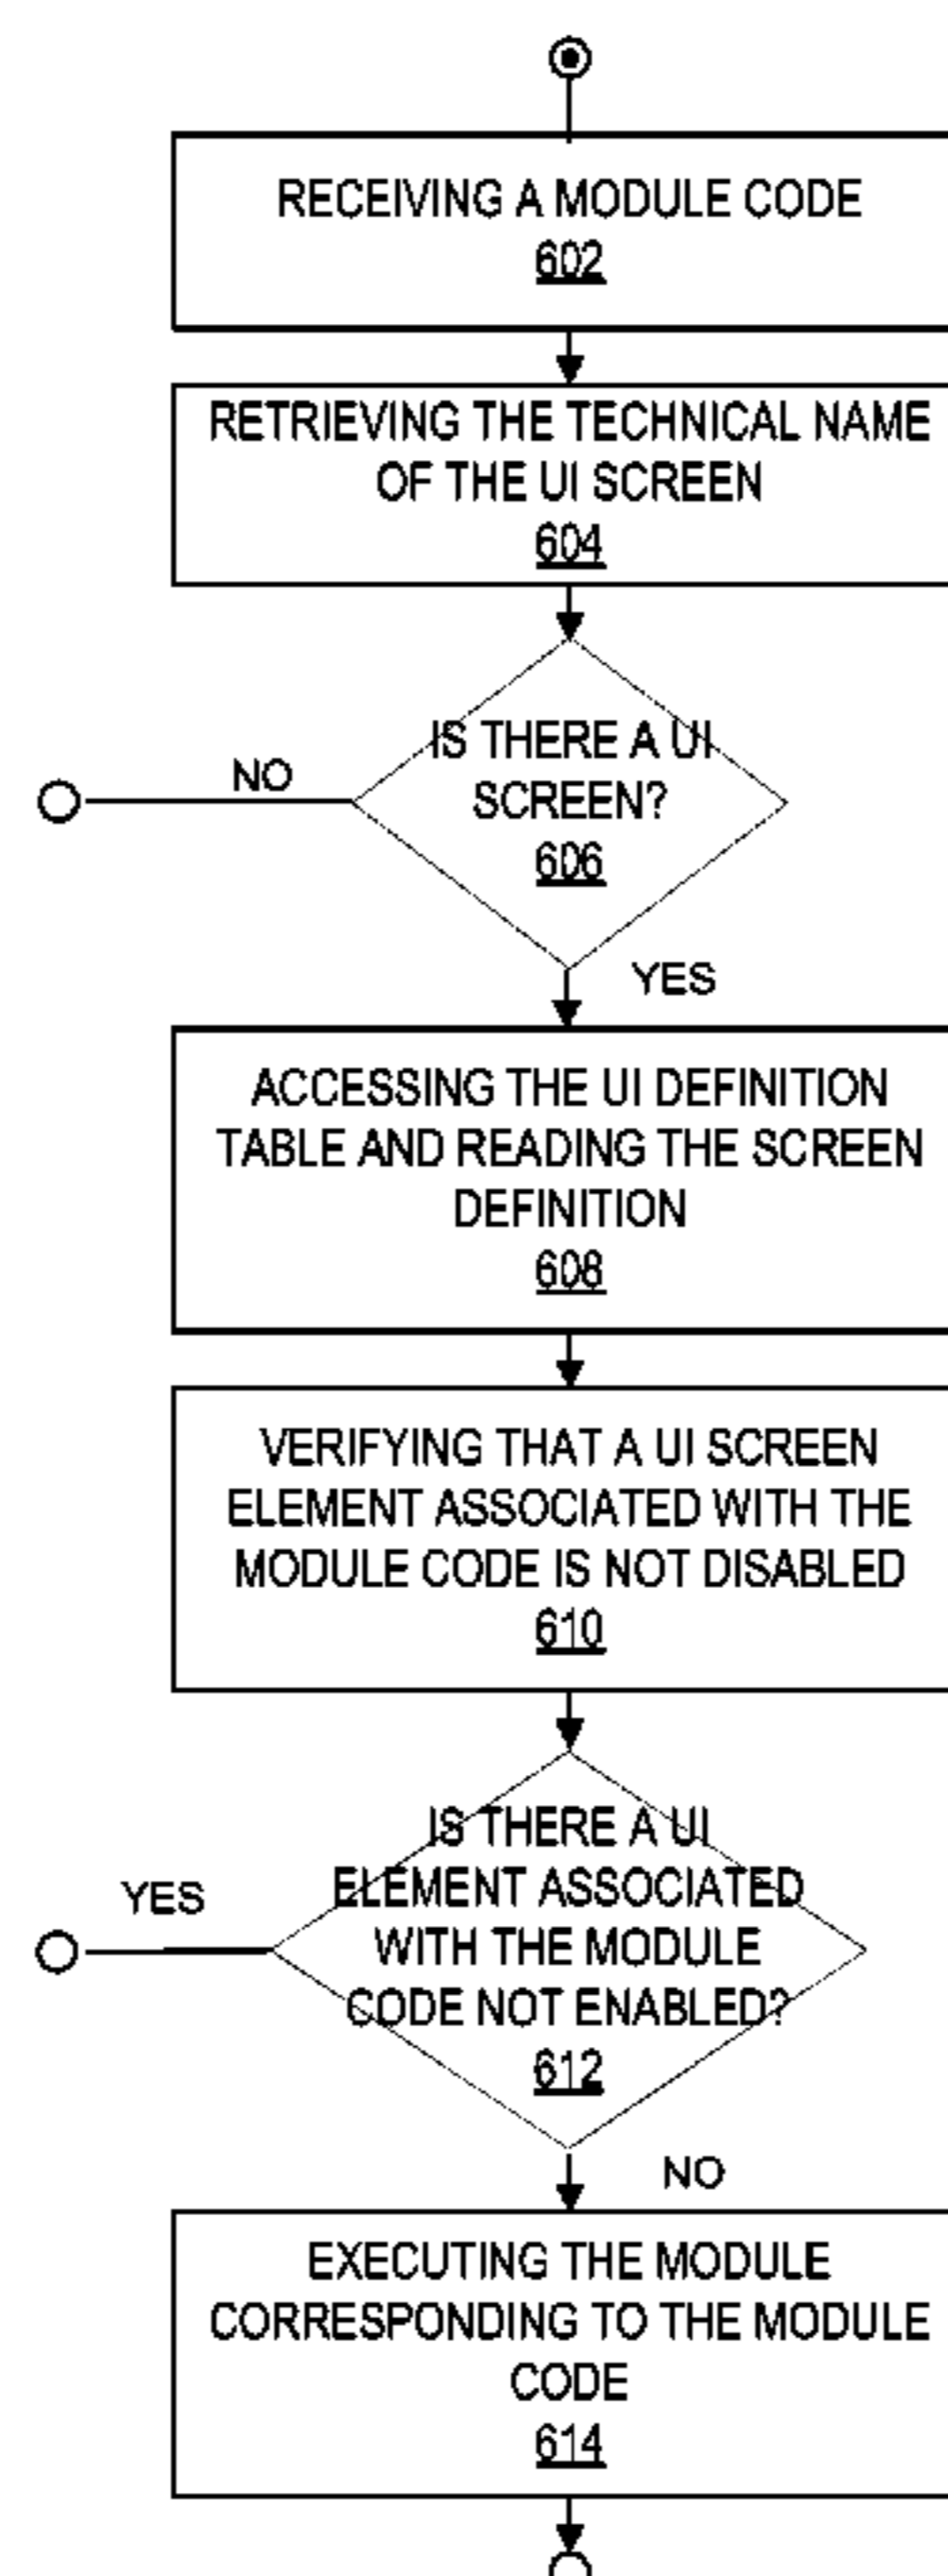 RECEIVING A MODULE CODE
602
RETRIEVING THE TECHNICAL NAME
OF THE UI SCREEN
604
IS THERE A UI
SCREEN?
606
NO
YES
ACCESSING THE UI DEFINITION
TABLE AND READING THE SCREEN
DEFINITION
608
VERIFYING THAT A UI SCREEN
ELEMENT ASSOCIATED WITH THE
MODULE CODE IS NOT DISABLED
610
IS THERE A UI
ELEMENT ASSOCIATED
WITH THE MODULE
CODE NOT ENABLED?
612
YES
NO
EXECUTING THE MODULE
CORRESPONDING TO THE MODULE
CODE
614